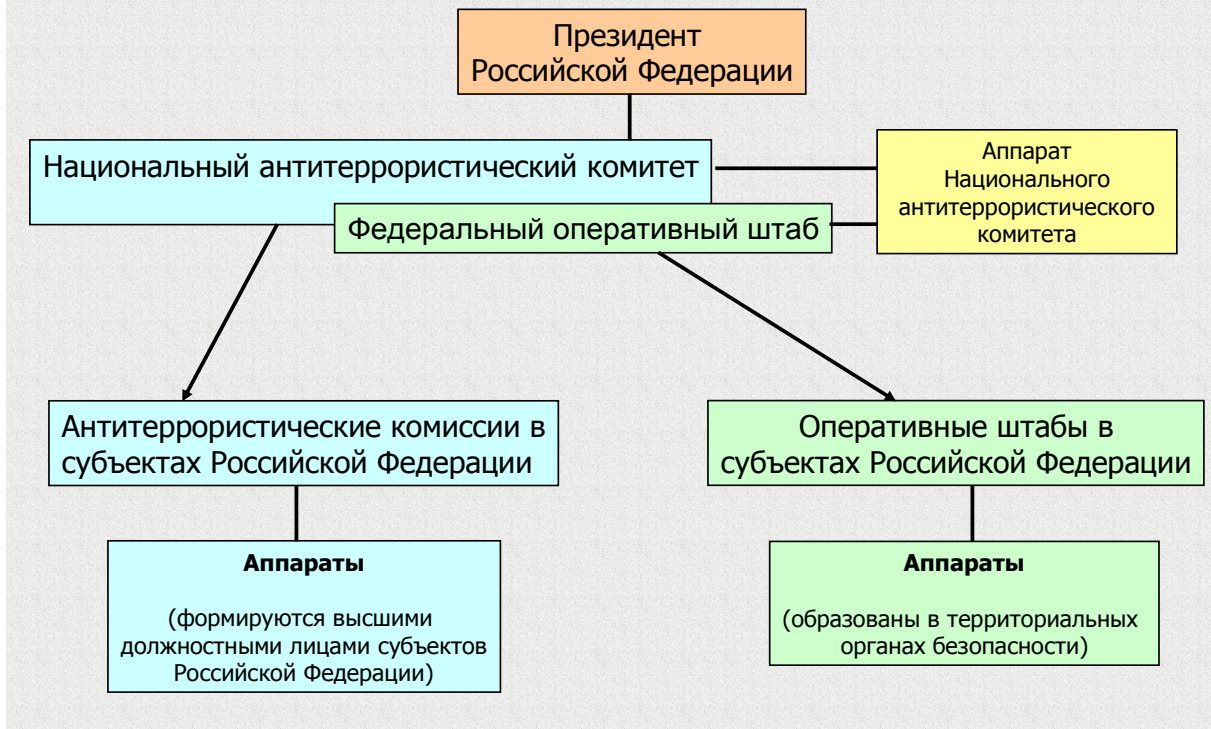 Президент
Российской Федерации
Национальный антитеррористический комитет
Аппарат
Национального
антитеррористического
комитета
Федеральный оперативный штаб
Антитеррористические комиссии в
субъектах Российской Федерации
Оперативные штабы в
субъектах Российской Федерации
Аппараты
(формируются высшими
должностными лицами субъектов
Российской Федерации)
Аппараты
(образованы в территориальных
органах безопасности)